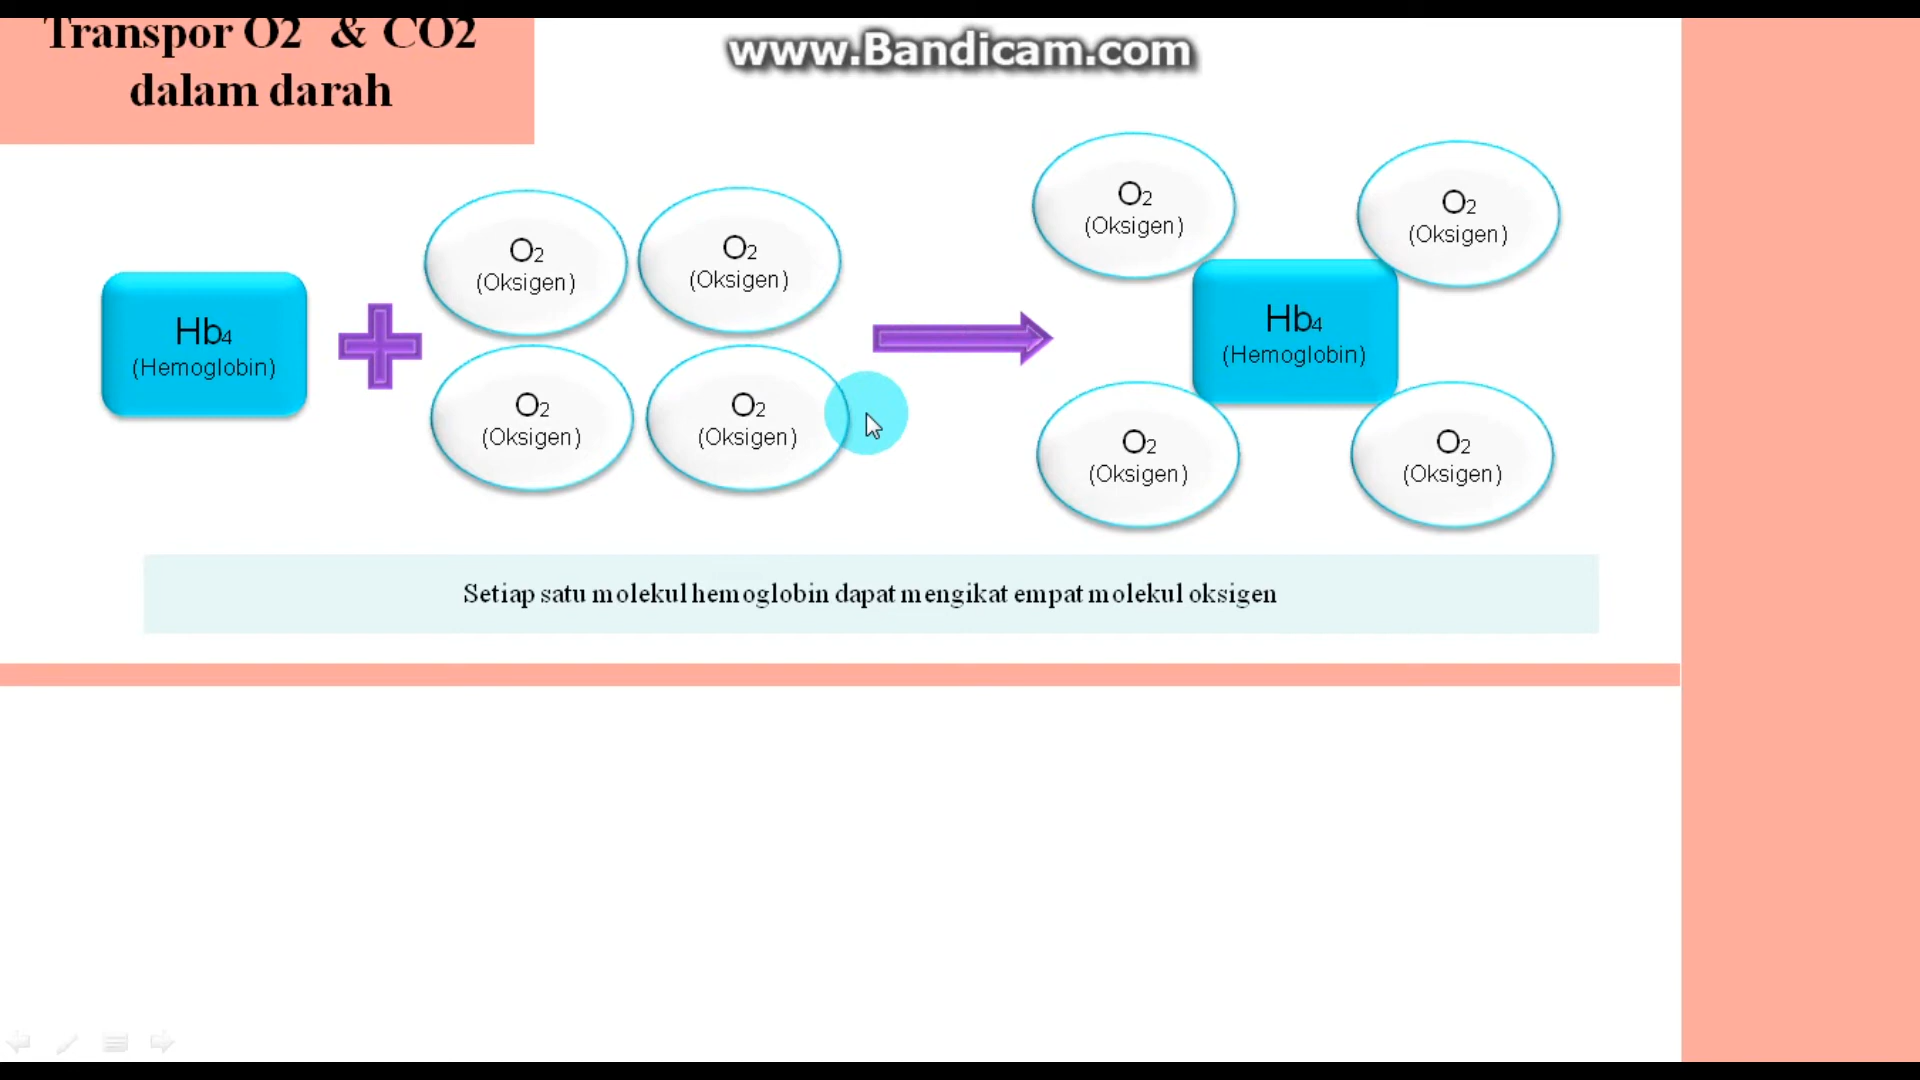 Transpor O2 & CO2
dalam darah
www.Bandicam.com
Hb4
(Hemoglobin)
O2
(Oksigen)
O2
(Oksigen)
O2
(Oksigen)
O2
(Oksigen)
O2
(Oksigen)
O2
(Oksigen)
Hb4
(Hemoglobin)
O2
(Oksigen)
O2
(Oksigen)
Setiap satu molekul hemoglobin dapat mengikat empat molekul oksigen